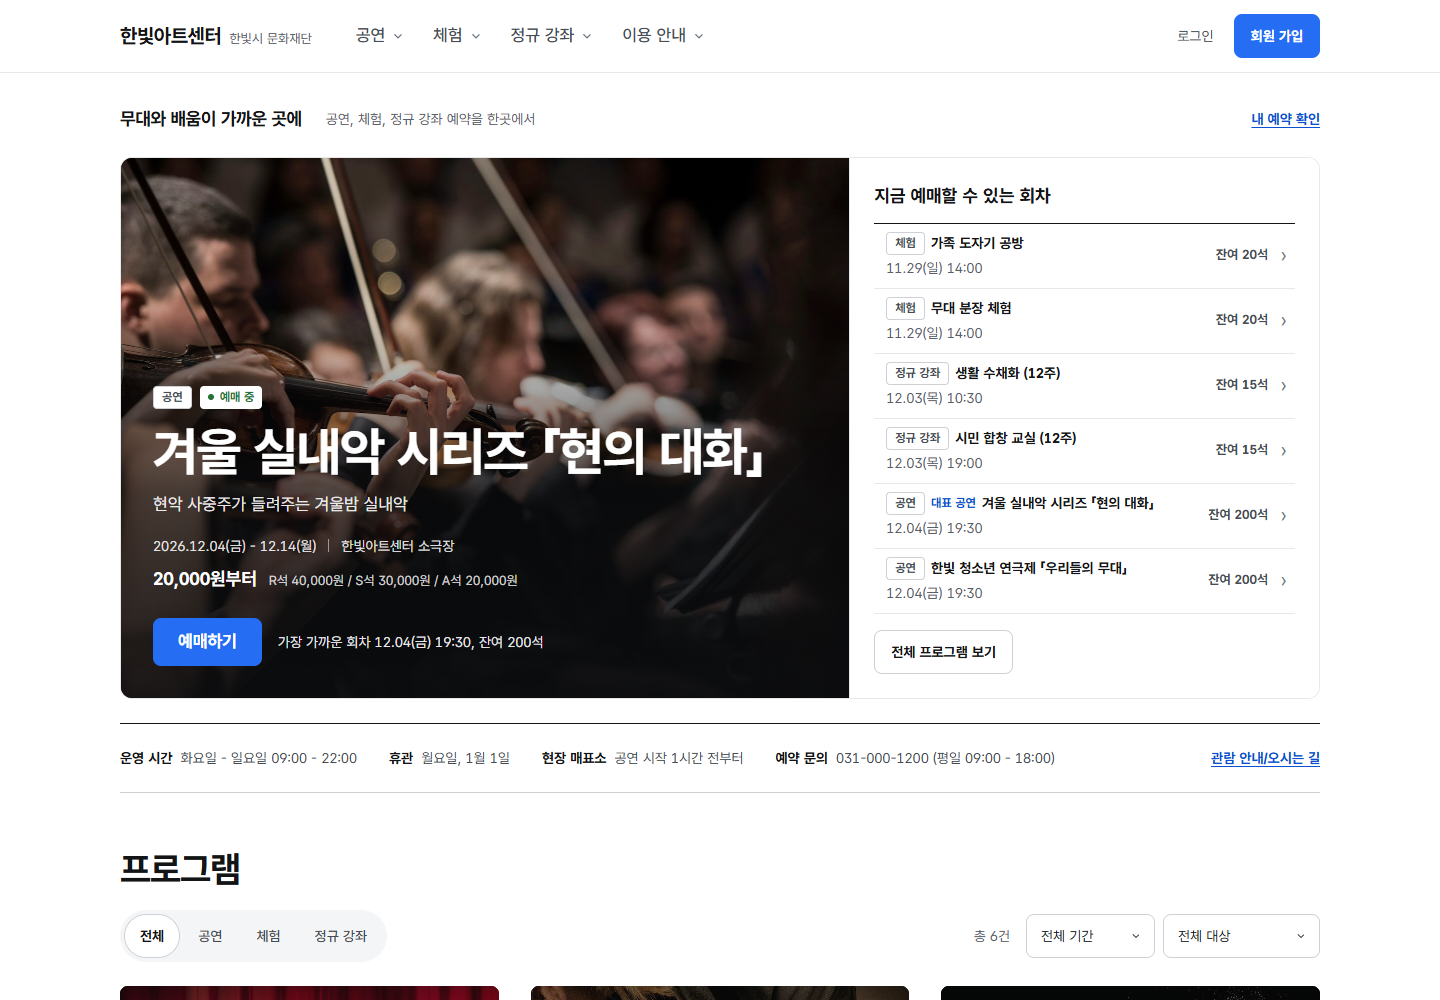 한빛아트센터 한빛시 문화재단 공연 체험 정규 강좌 이용 안내 로그인 회원 가입
무대와 배움이 가까운 곳에 공연, 체험, 정규 강좌 예약을 한곳에서 내 예약 확인
공연 예매 중
겨울 실내악 시리즈 「현의 대화」
현악 사중주가 들려주는 겨울밤 실내악
2026.12.04(금) - 12.14(월) 한빛아트센터 소극장
20,000원부터 R석 40,000원 / S석 30,000원 / A석 20,000원
예매하기 가장 가까운 회차 12.04(금) 19:30, 잔여 200석
지금 예매할 수 있는 회차
체험 가족 도자기 공방
11.29(일) 14:00
잔여 20석
체험 무대 분장 체험
11.29(일) 14:00
잔여 20석
정규 강좌 생활 수채화 (12주)
12.03(목) 10:30
잔여 15석
정규 강좌 시민 합창 교실 (12주)
12.03(목) 19:00
잔여 15석
공연 대표 공연 겨울 실내악 시리즈 「현의 대화」
12.04(금) 19:30
잔여 200석
공연 한빛 청소년 연극제 「우리들의 무대」
12.04(금) 19:30
잔여 200석
전체 프로그램 보기
운영 시간 화요일 - 일요일 09:00 - 22:00 휴관 월요일, 1월 1일 현장 매표소 공연 시작 1시간 전부터 예약 문의 031-000-1200 (평일 09:00 - 18:00) 관람 안내/오시는 길
프로그램
전체 공연 체험 정규 강좌 총 6건 전체 기간 전체 대상